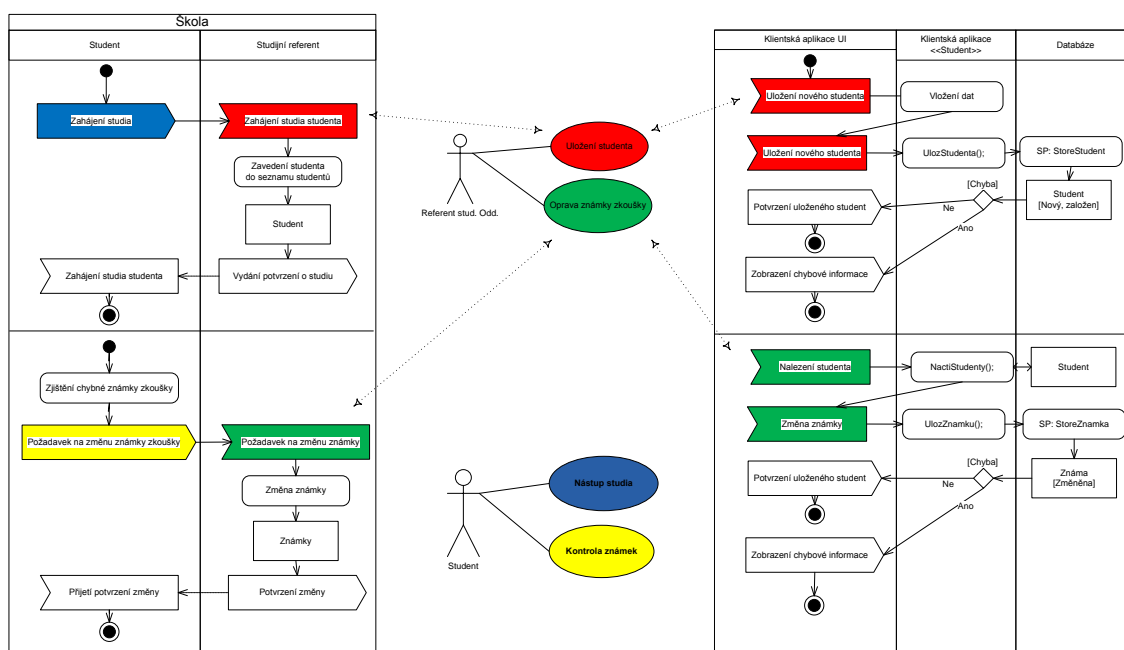 Škola
Student
Studijní referent
Zahájení studia
Zahájení studia studenta
Zavedení studenta
do seznamu studentů
Student
Zahájení studia studenta
Vydání potvrzení o studiu
Zjištění chybné známky zkoušky
Požadavek na změnu známky zkoušky
Požadavek na změnu známky
Změna známky
Známky
Přijetí potvrzení změny
Potvrzení změny
Referent stud. Odd.
Uložení studenta
Oprava známky zkoušky
Student
Nástup studia
Kontrola známek
Klientská aplikace UI
Klientská aplikace
<<Student>>
Databáze
Uložení nového studenta
Vložení dat
Uložení nového studenta
UlozStudenta();
SP: StoreStudent
[Chyba]
Student
[Nový, založen]
Potvrzení uloženého student
Ne
Ano
Zobrazení chybové informace
Nalezení studenta
NactiStudenty();
Student
Změna známky
UlozZnamku();
SP: StoreZnamka
[Chyba]
Známa
[Změněna]
Potvrzení uloženého student
Ne
Ano
Zobrazení chybové informace